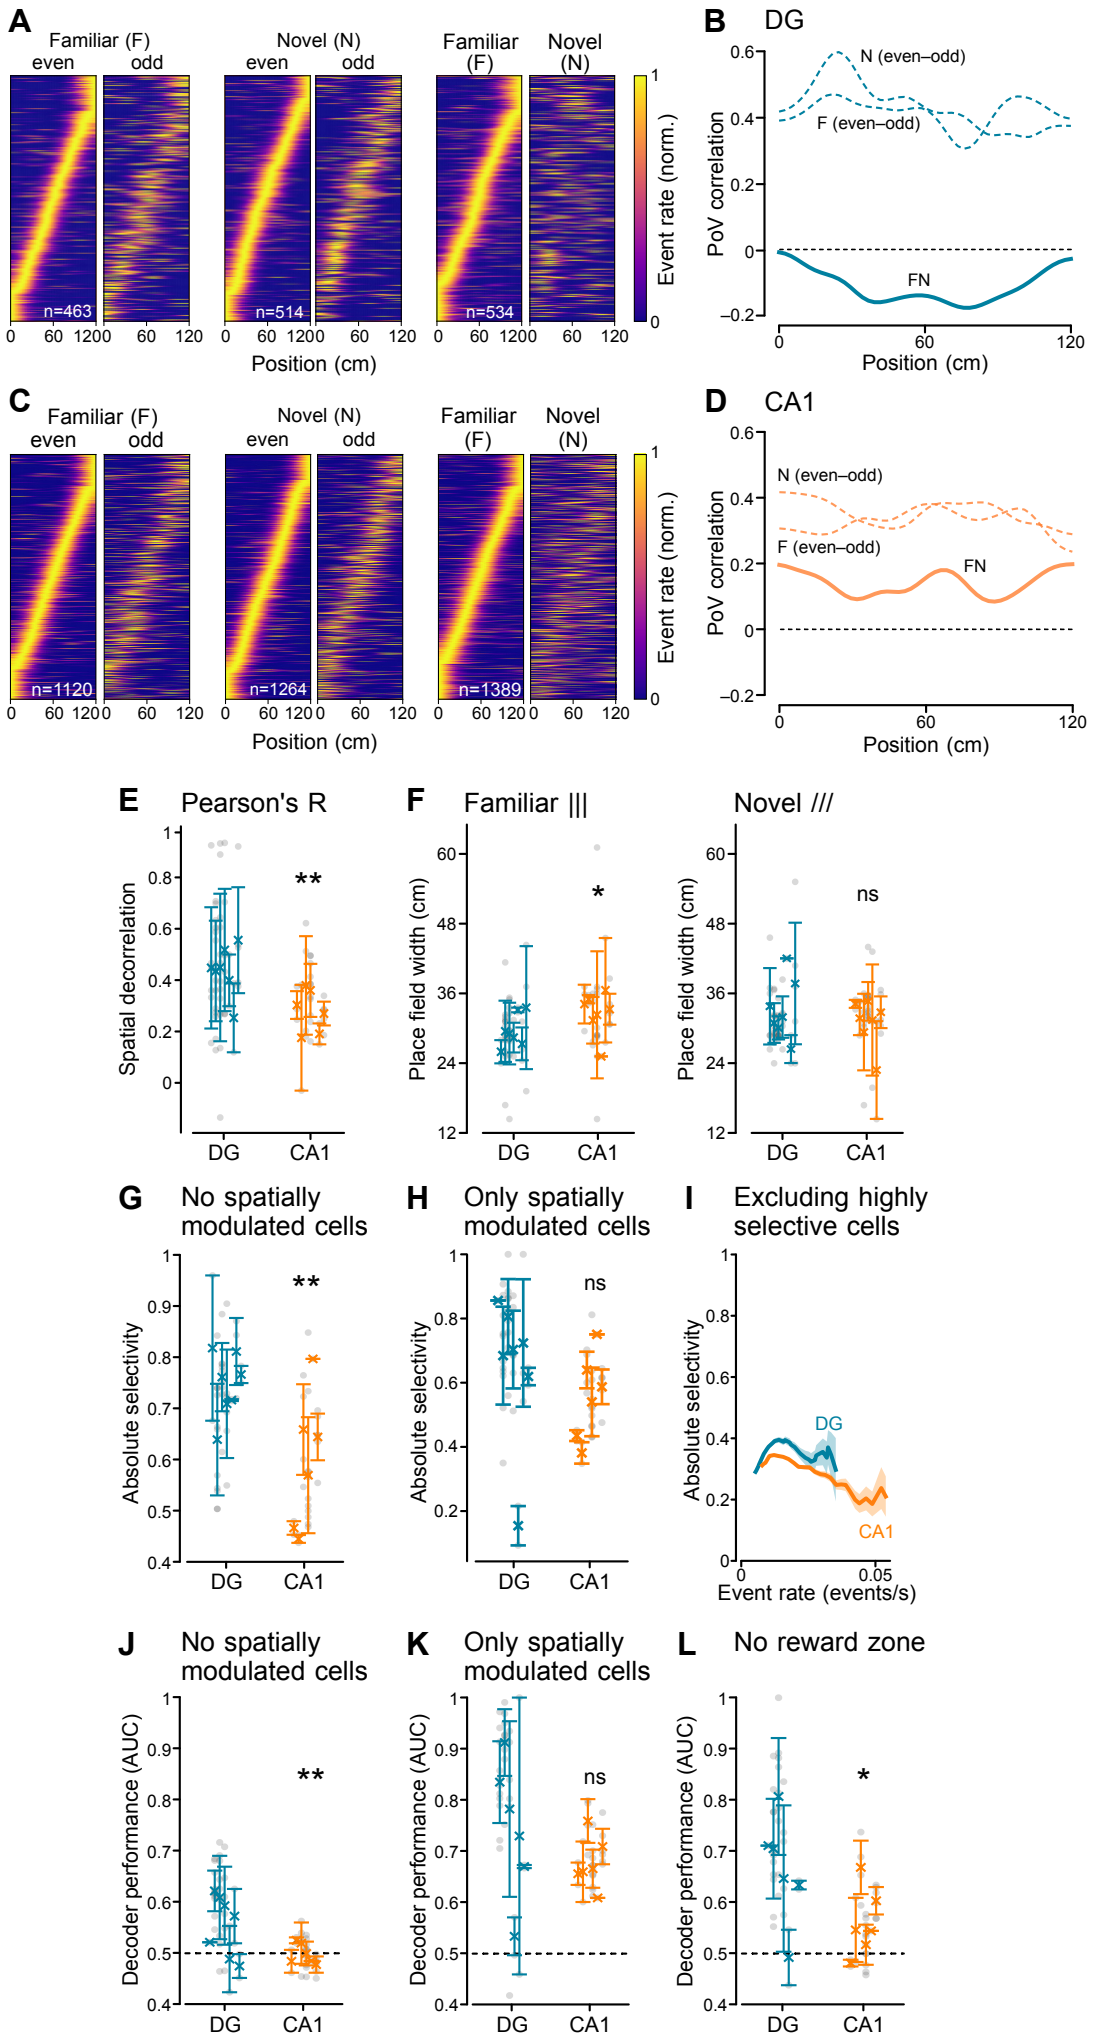 A
Familiar (F)
even odd
Novel (N)
even odd
Familiar
(F)
Novel
(N)
n=463
n=514
n=534
0 60 120 0 60 120
0 60 120 0 60 120
0 60 120 0 60 120
Position (cm)
1
0
Event rate (norm.)
B DG
0.6
0.4
0.2
0
–0.2
PoV correlation
N (even–odd)
F (even–odd)
FN
0 60 120
Position (cm)
C
Familiar (F)
even odd
Novel (N)
even odd
Familiar
(F)
Novel
(N)
n=1120
n=1264
n=1389
0 60 120 0 60 120
0 60 120 0 60 120
0 60 120 0 60 120
Position (cm)
1
0
Event rate (norm.)
D CA1
0.6
0.4
0.2
0
–0.2
PoV correlation
N (even–odd)
F (even–odd)
FN
0 60 120
Position (cm)
E Pearson's R
1
0.8
0.6
0.4
0.2
0
Spatial decorrelation
**
DG CA1
F Familiar |||
60
48
36
24
12
Place field width (cm)
*
DG CA1
Novel ///
60
48
36
24
12
Place field width (cm)
ns
DG CA1
G No spatially
modulated cells
1
0.9
0.8
0.7
0.6
0.5
0.4
Absolute selectivity
**
DG CA1
H Only spatially
modulated cells
1
0.8
0.6
0.4
0.2
Absolute selectivity
ns
DG CA1
I Excluding highly
selective cells
1
0.8
0.6
0.4
0.2
0
Absolute selectivity
DG
CA1
0 0.05
Event rate (events/s)
J No spatially
modulated cells
1
0.9
0.8
0.7
0.6
0.5
0.4
Decoder performance (AUC)
**
DG CA1
K Only spatially
modulated cells
1
0.9
0.8
0.7
0.6
0.5
0.4
Decoder performance (AUC)
ns
DG CA1
L No reward zone
1
0.9
0.8
0.7
0.6
0.5
0.4
Decoder performance (AUC)
*
DG CA1